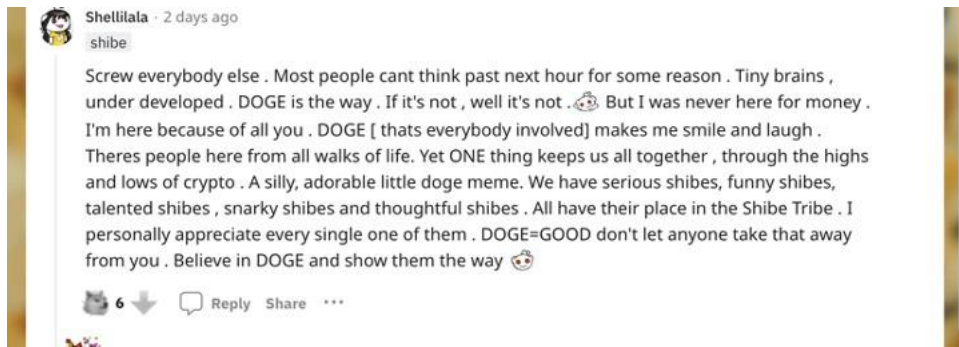 Shellilala · 2 days ago
shibe
Screw everybody else . Most people cant think past next hour for some reason . Tiny brains ,
under developed . DOGE is the way . If it's not , well it's not . But I was never here for money .
I'm here because of all you . DOGE [ thats everybody involved] makes me smile and laugh .
Theres people here from all walks of life. Yet ONE thing keeps us all together , through the highs
and lows of crypto . A silly, adorable little doge meme. We have serious shibes, funny shibes,
talented shibes , snarky shibes and thoughtful shibes . All have their place in the Shibe Tribe . I
personally appreciate every single one of them . DOGE=GOOD don't let anyone take that away
from you . Believe in DOGE and show them the way
6 Reply Share ···